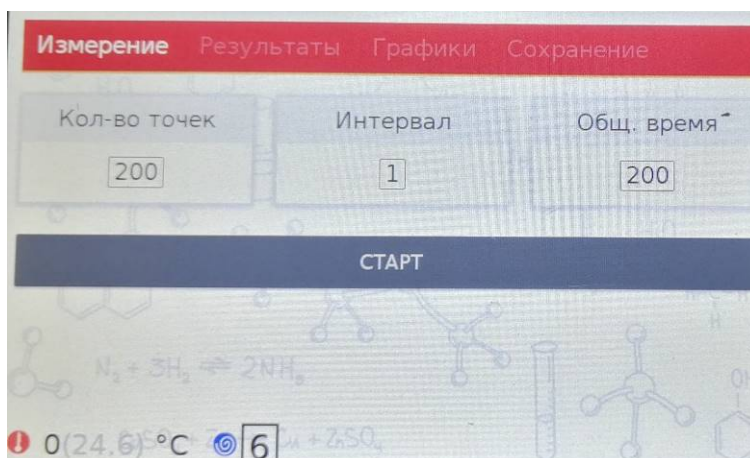 Измерение Результаты Графики Сохранение
Кол-во точек Интервал Общ. время
200 1 200
СТАРТ
N₂ + 3H₂ ⇌ 2NH₃
0(24,6) °C 6
+ ZnSO₄